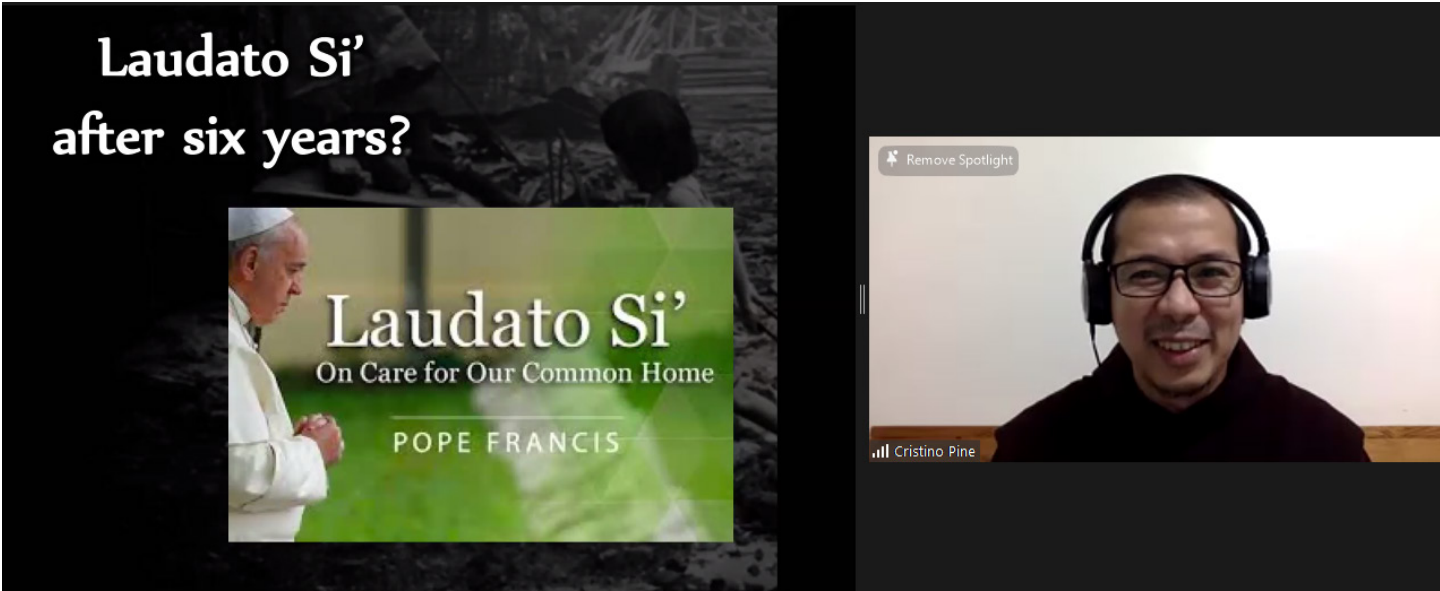 Laudato Si’
after six years?
Laudato Si’
On Care for Our Common Home
POPE FRANCIS
Remove Spotlight
Cristino Pine